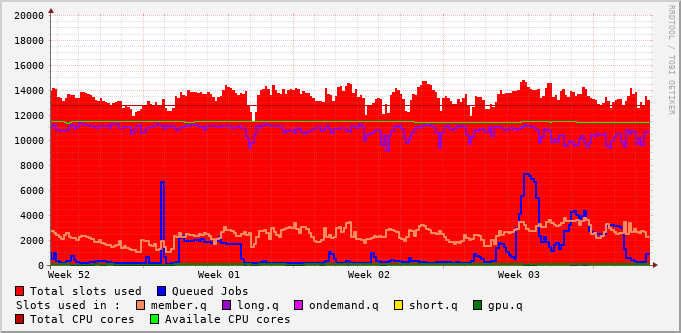 20000
18000
16000
14000
12000
10000
8000
6000
4000
2000
0
Week 52 Week 01 Week 02 Week 03
Total slots used Queued Jobs
Slots used in : member.q long.q ondemand.q short.q gpu.q
Total CPU cores Availale CPU cores
RRDTOOL / TOBI OETIKER